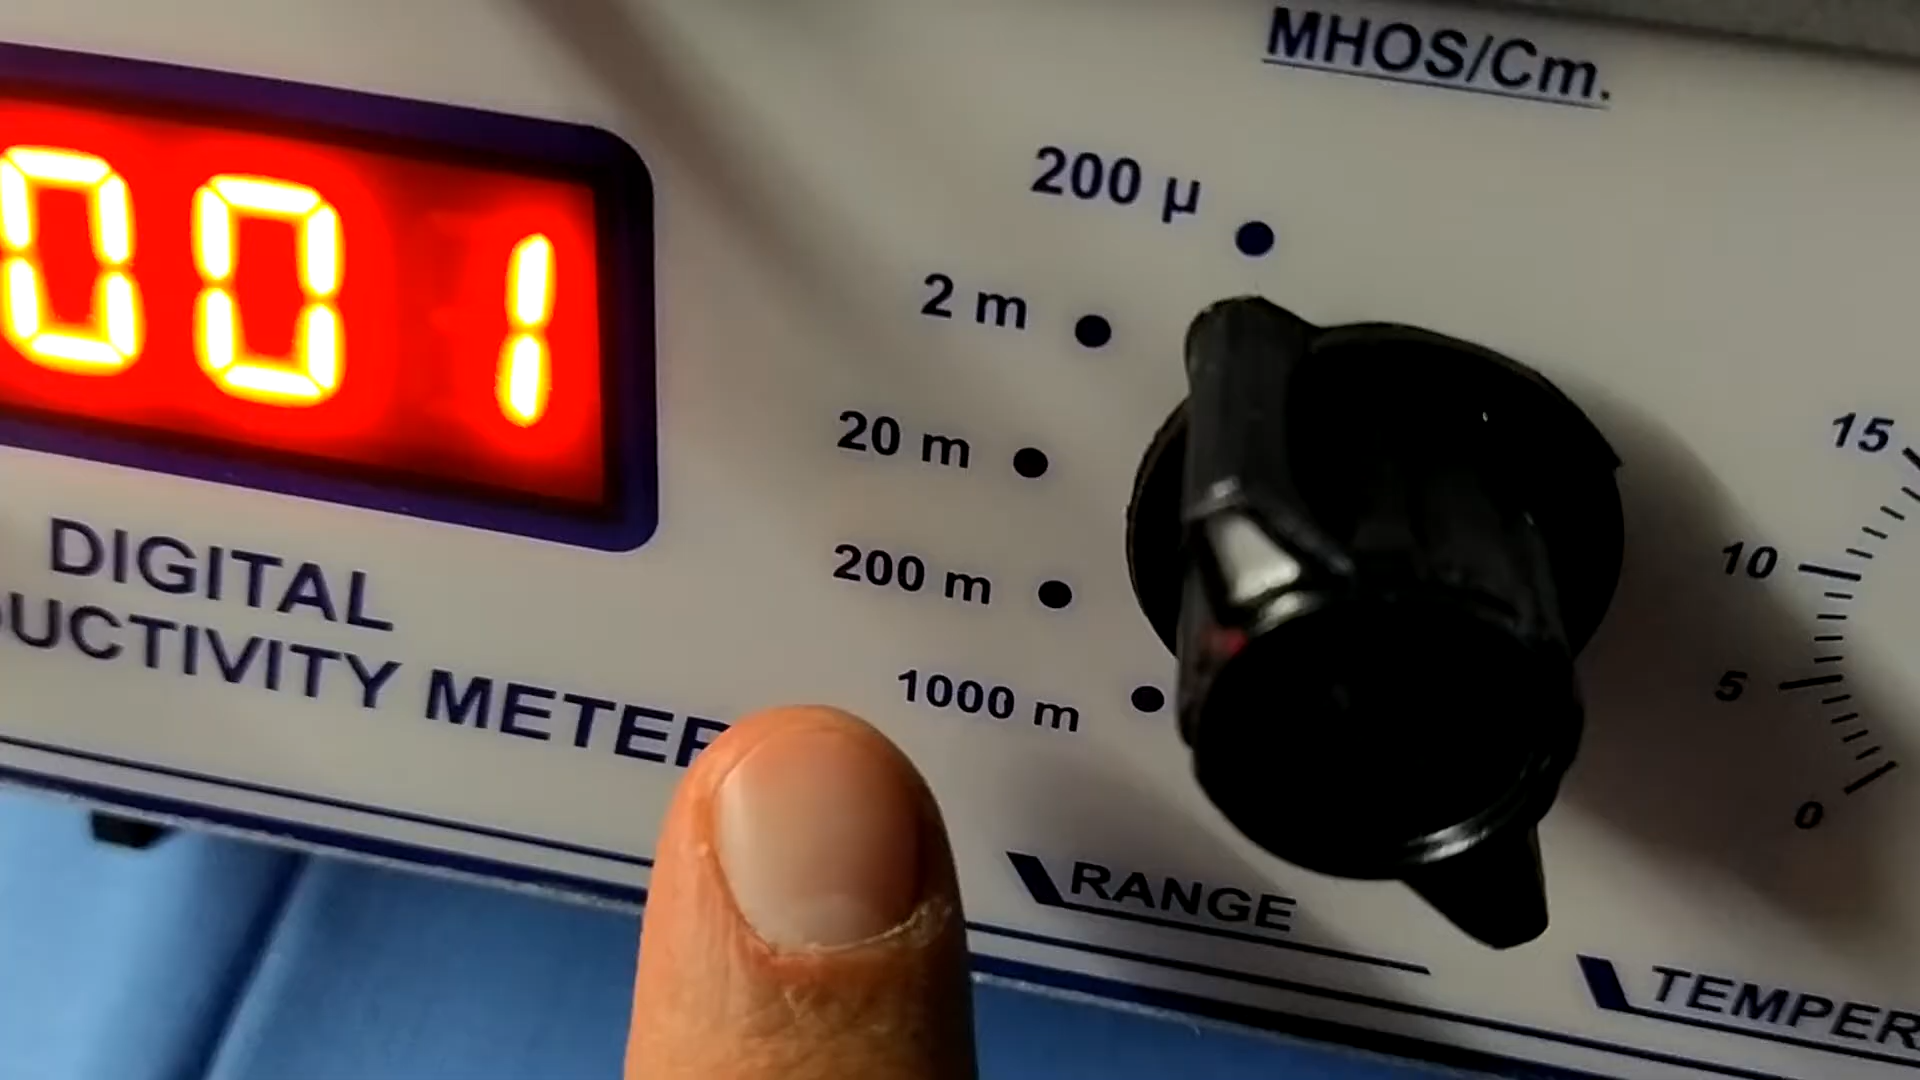 MHOS/Cm.
200 µ
2 m
20 m
200 m
1000 m
001
DIGITAL
UCTIVITY METER
RANGE
15
10
5
0
TEMPER